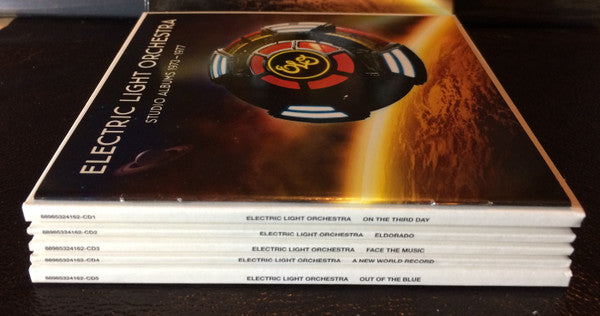 ELECTRIC LIGHT ORCHESTRA
STUDIO ALBUMS 1973–1977
ELO
88985324162-CD1 ELECTRIC LIGHT ORCHESTRA ON THE THIRD DAY
88985324162-CD2 ELECTRIC LIGHT ORCHESTRA ELDORADO
88985324162-CD3 ELECTRIC LIGHT ORCHESTRA FACE THE MUSIC
88985324162-CD4 ELECTRIC LIGHT ORCHESTRA A NEW WORLD RECORD
88985324162-CD5 ELECTRIC LIGHT ORCHESTRA OUT OF THE BLUE